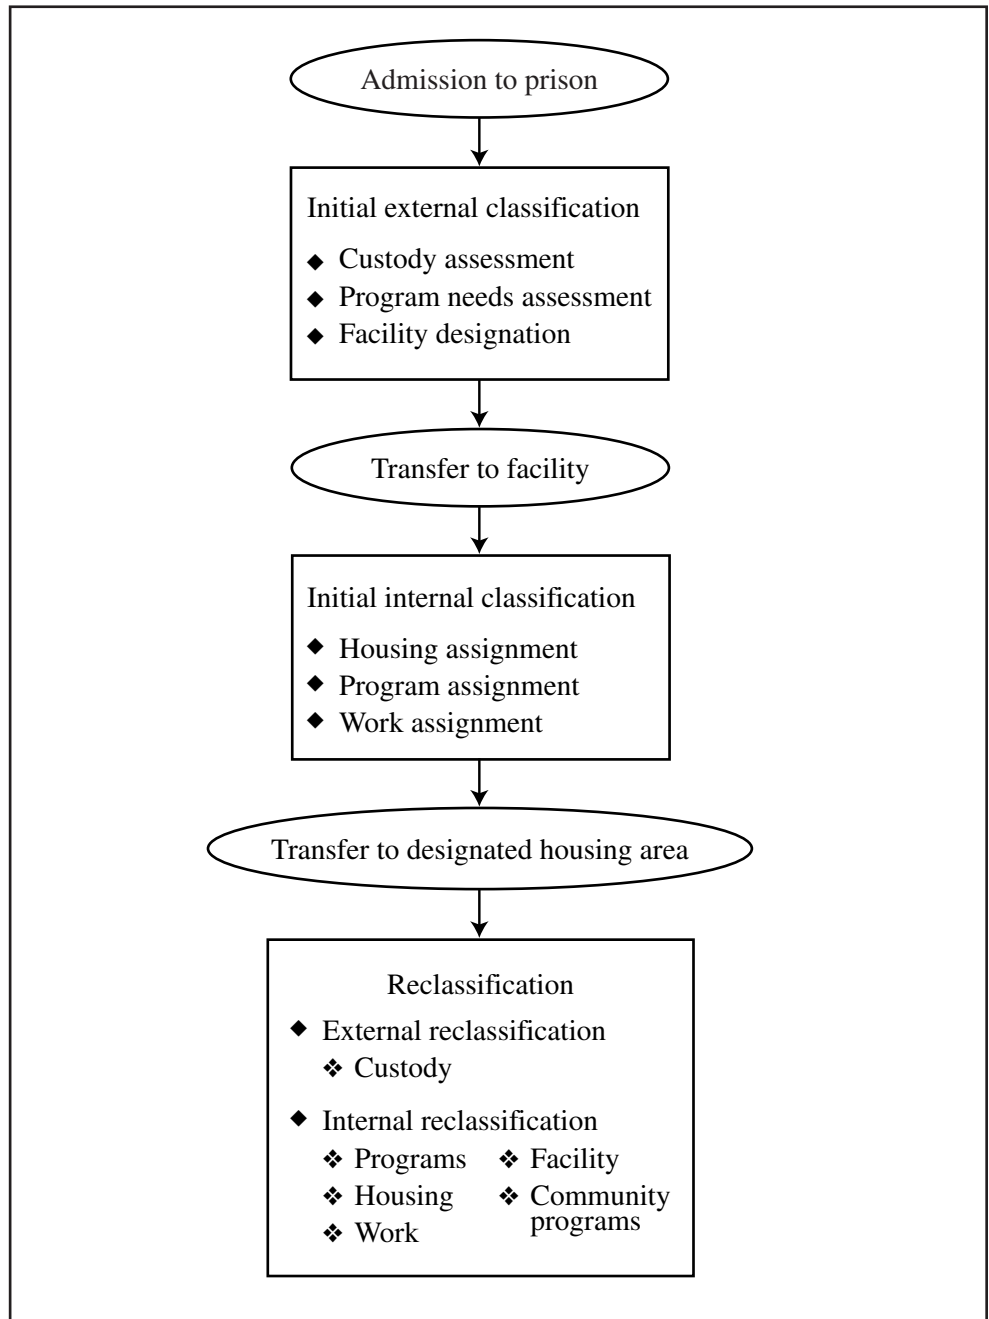 Admission to prison
Initial external classification
◆ Custody assessment
◆ Program needs assessment
◆ Facility designation
Transfer to facility
Initial internal classification
◆ Housing assignment
◆ Program assignment
◆ Work assignment
Transfer to designated housing area
Reclassification
◆ External reclassification
❖ Custody
◆ Internal reclassification
❖ Programs
❖ Housing
❖ Work
❖ Facility
❖ Community
programs